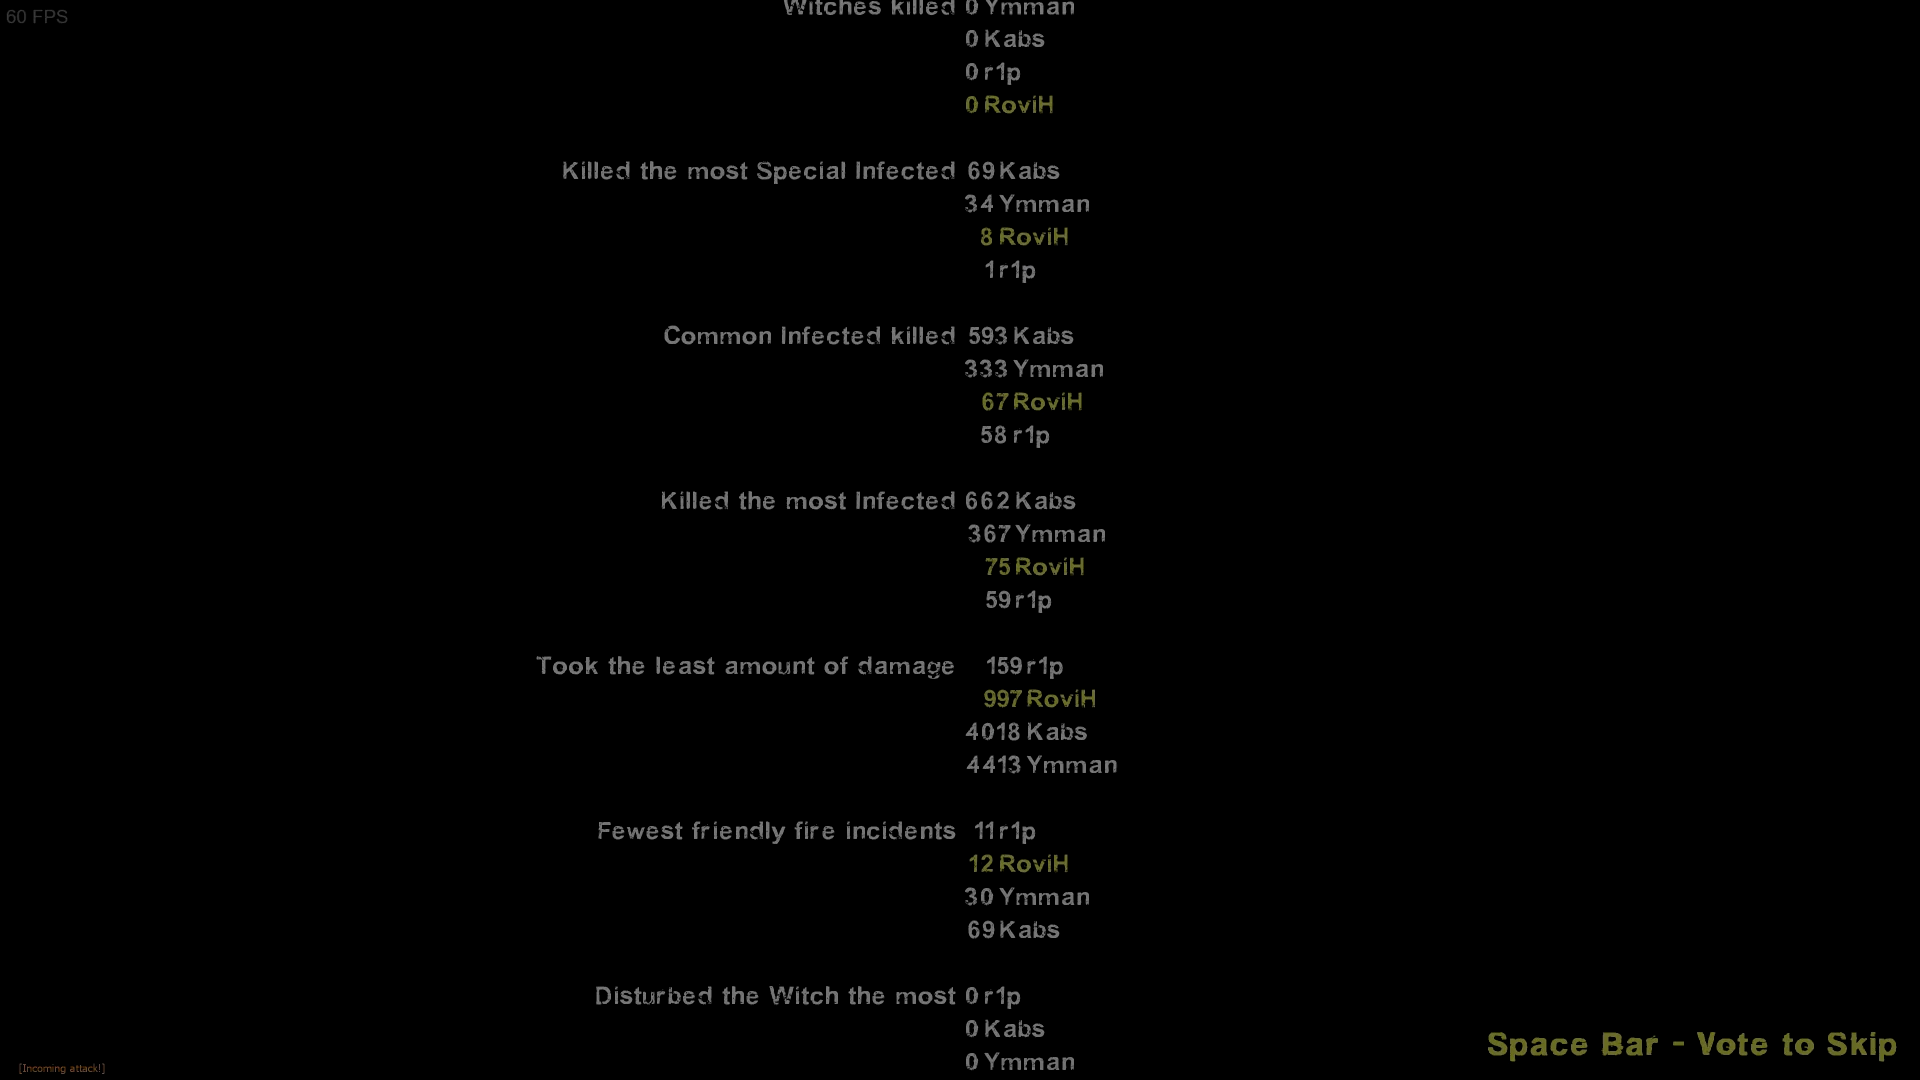 60 FPS
Witches killed 0 Ymman
0 Kabs
0 r1p
0 RoviH
Killed the most Special Infected 69 Kabs
34 Ymman
8 RoviH
1 r1p
Common Infected killed 593 Kabs
333 Ymman
67 RoviH
58 r1p
Killed the most Infected 662 Kabs
367 Ymman
75 RoviH
59 r1p
Took the least amount of damage 159 r1p
997 RoviH
4018 Kabs
4413 Ymman
Fewest friendly fire incidents 11 r1p
12 RoviH
30 Ymman
69 Kabs
Disturbed the Witch the most 0 r1p
0 Kabs
0 Ymman
Space Bar - Vote to Skip
[Incoming attack!]